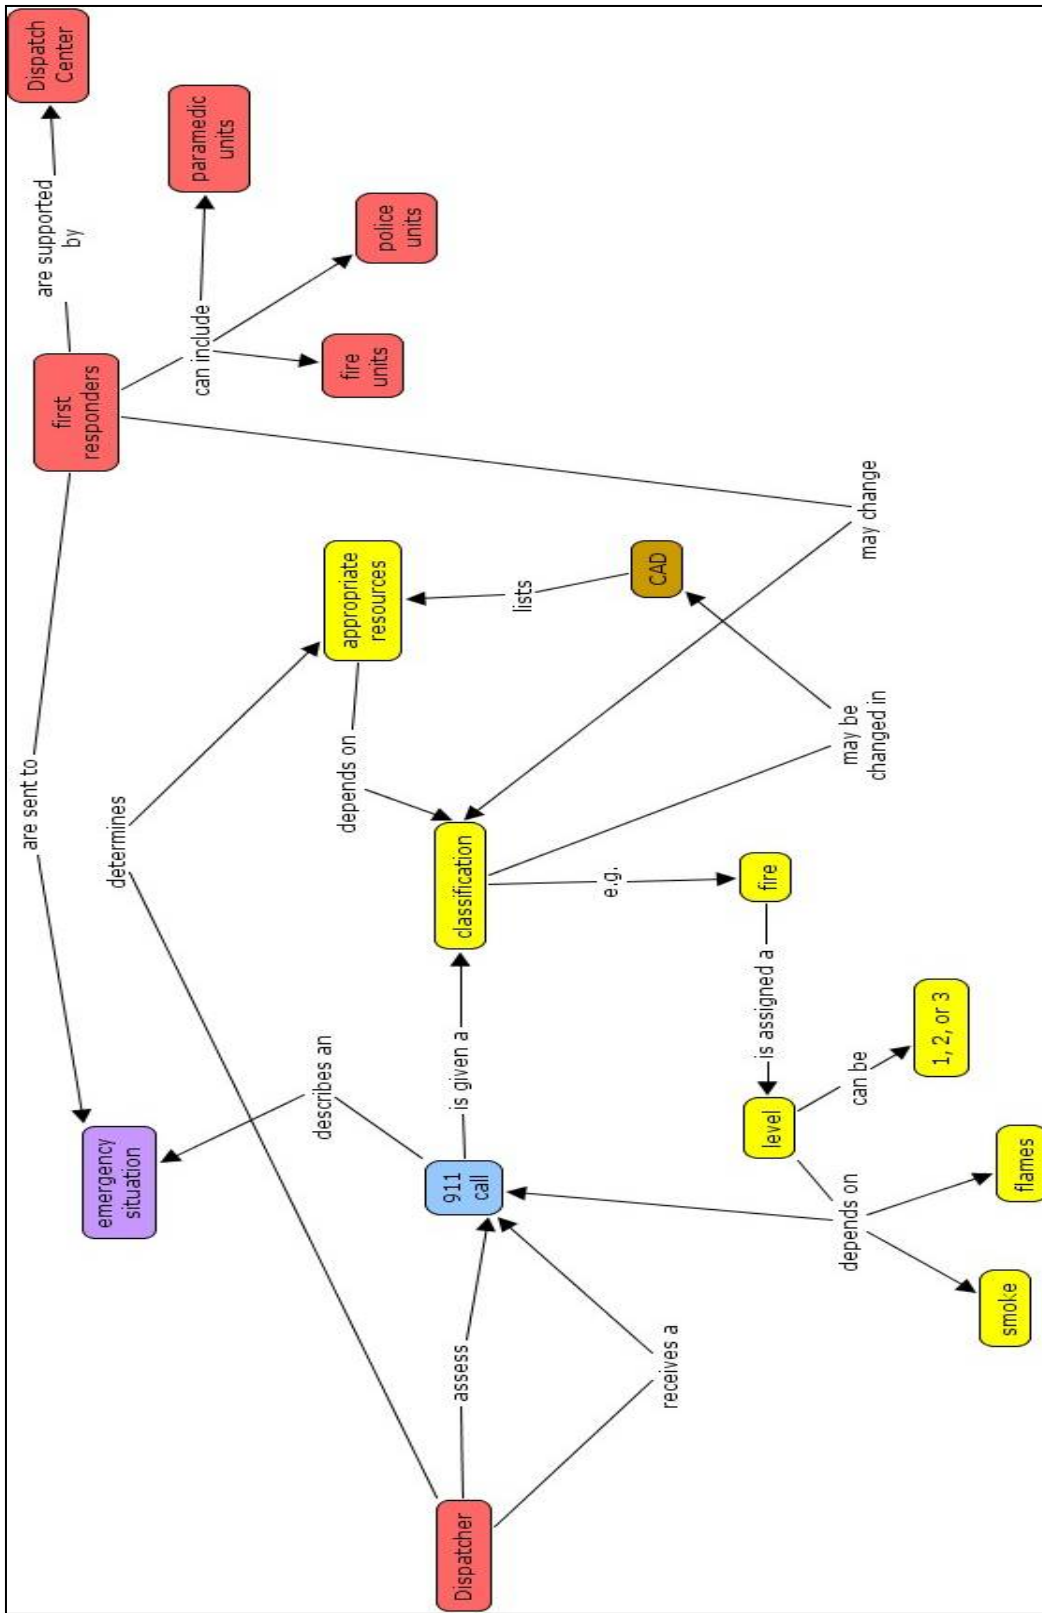 Dispatcher
assess
receives a
determines
911
call
describes an
emergency
situation
is given a
classification
are sent to
first
responders
are supported
by
Dispatch
Center
can include
paramedic
units
police
units
fire
units
appropriate
resources
depends on
lists
CAD
may change
may be
changed in
e.g.
fire
is assigned a
level
can be
1, 2, or 3
depends on
smoke
flames